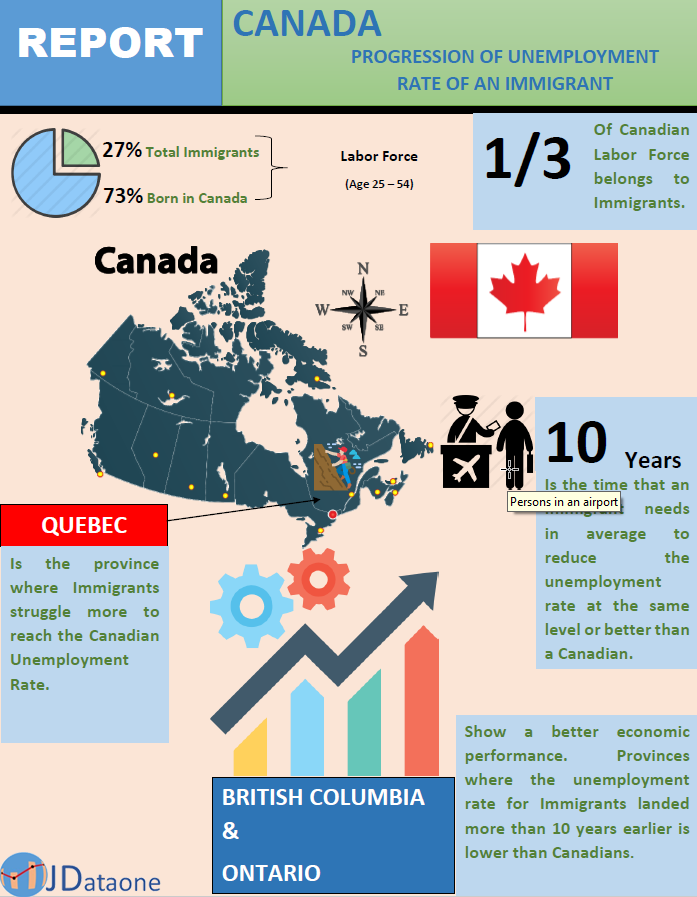 REPORT
CANADA
PROGRESSION OF UNEMPLOYMENT
RATE OF AN IMMIGRANT
27% Total Immigrants
73% Born in Canada
Labor Force
(Age 25 – 54)
1/3
Of Canadian
Labor Force
belongs to
Immigrants.
Canada
N
NW NE
W E
SW SE
S
10 Years
Is the time that an
Persons in an airport
needs
in average to
reduce the
unemployment
rate at the same
level or better than
a Canadian.
QUEBEC
Is the province
where Immigrants
struggle more to
reach the Canadian
Unemployment
Rate.
Show a better economic
performance. Provinces
where the unemployment
rate for Immigrants landed
more than 10 years earlier is
lower than Canadians.
BRITISH COLUMBIA
&
ONTARIO
JDataone